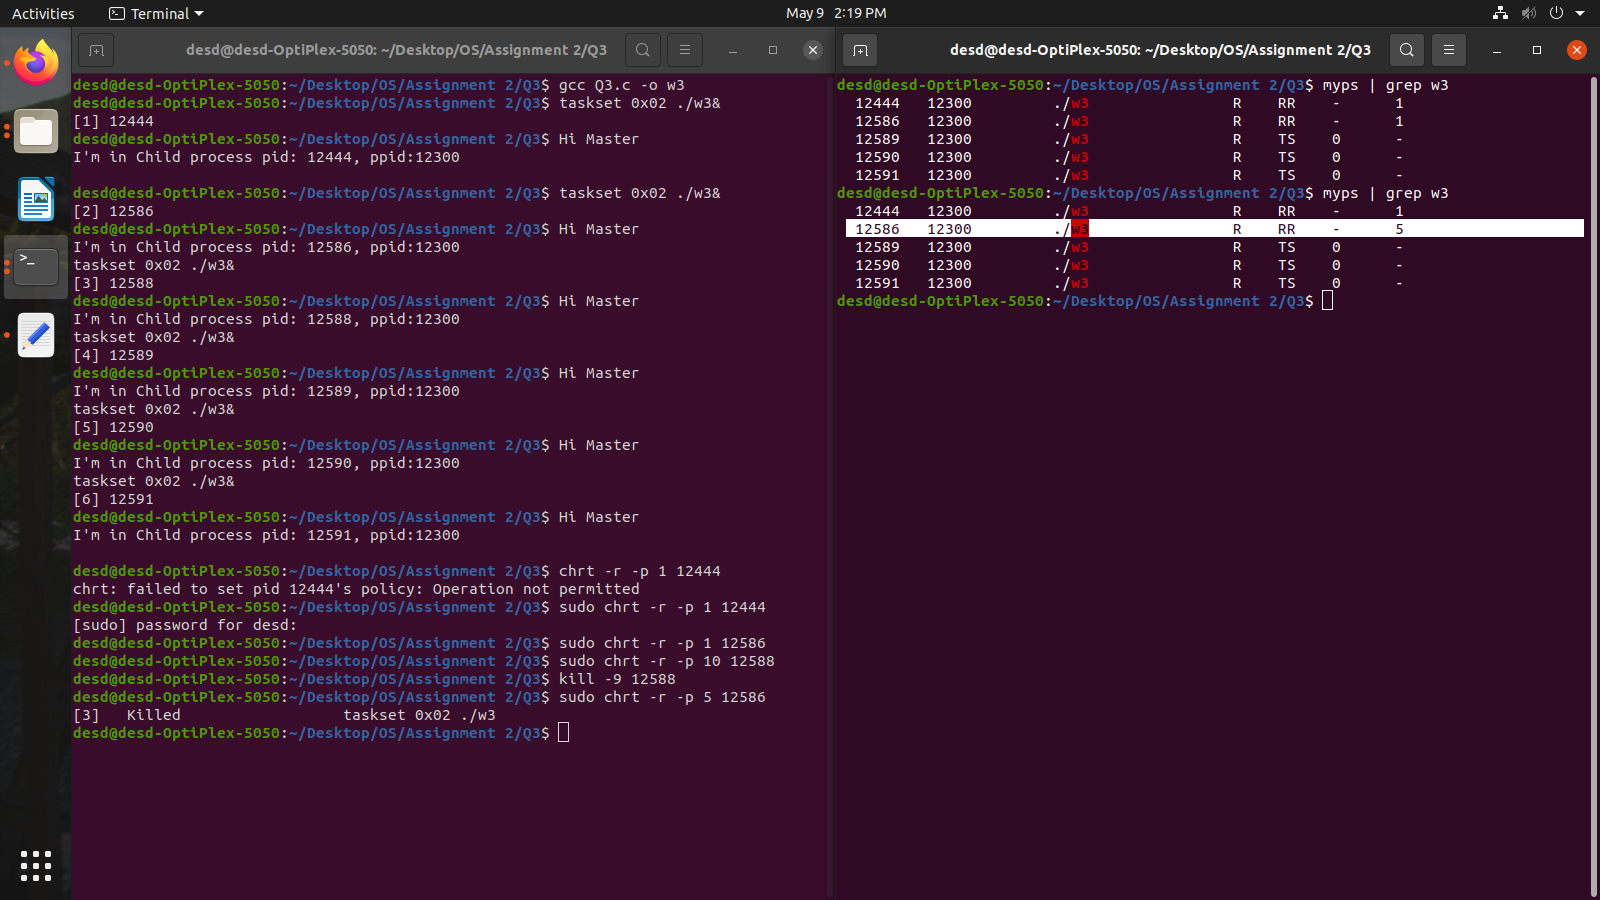 Activities Terminal May 9 2:19 PM
desd@desd-OptiPlex-5050: ~/Desktop/OS/Assignment 2/Q3
desd@desd-OptiPlex-5050:~/Desktop/OS/Assignment 2/Q3$ gcc Q3.c -o w3
desd@desd-OptiPlex-5050:~/Desktop/OS/Assignment 2/Q3$ taskset 0x02 ./w3&
[1] 12444
desd@desd-OptiPlex-5050:~/Desktop/OS/Assignment 2/Q3$ Hi Master
I'm in Child process pid: 12444, ppid:12300
desd@desd-OptiPlex-5050:~/Desktop/OS/Assignment 2/Q3$ taskset 0x02 ./w3&
[2] 12586
desd@desd-OptiPlex-5050:~/Desktop/OS/Assignment 2/Q3$ Hi Master
I'm in Child process pid: 12586, ppid:12300
taskset 0x02 ./w3&
[3] 12588
desd@desd-OptiPlex-5050:~/Desktop/OS/Assignment 2/Q3$ Hi Master
I'm in Child process pid: 12588, ppid:12300
taskset 0x02 ./w3&
[4] 12589
desd@desd-OptiPlex-5050:~/Desktop/OS/Assignment 2/Q3$ Hi Master
I'm in Child process pid: 12589, ppid:12300
taskset 0x02 ./w3&
[5] 12590
desd@desd-OptiPlex-5050:~/Desktop/OS/Assignment 2/Q3$ Hi Master
I'm in Child process pid: 12590, ppid:12300
taskset 0x02 ./w3&
[6] 12591
desd@desd-OptiPlex-5050:~/Desktop/OS/Assignment 2/Q3$ Hi Master
I'm in Child process pid: 12591, ppid:12300
desd@desd-OptiPlex-5050:~/Desktop/OS/Assignment 2/Q3$ chrt -r -p 1 12444
chrt: failed to set pid 12444's policy: Operation not permitted
desd@desd-OptiPlex-5050:~/Desktop/OS/Assignment 2/Q3$ sudo chrt -r -p 1 12444
[sudo] password for desd:
desd@desd-OptiPlex-5050:~/Desktop/OS/Assignment 2/Q3$ sudo chrt -r -p 1 12586
desd@desd-OptiPlex-5050:~/Desktop/OS/Assignment 2/Q3$ sudo chrt -r -p 10 12588
desd@desd-OptiPlex-5050:~/Desktop/OS/Assignment 2/Q3$ kill -9 12588
desd@desd-OptiPlex-5050:~/Desktop/OS/Assignment 2/Q3$ sudo chrt -r -p 5 12586
[3] Killed taskset 0x02 ./w3
desd@desd-OptiPlex-5050:~/Desktop/OS/Assignment 2/Q3$
desd@desd-OptiPlex-5050: ~/Desktop/OS/Assignment 2/Q3
desd@desd-OptiPlex-5050:~/Desktop/OS/Assignment 2/Q3$ myps | grep w3
12444 12300 ./w3 R RR - 1
12586 12300 ./w3 R RR - 1
12589 12300 ./w3 R TS 0 -
12590 12300 ./w3 R TS 0 -
12591 12300 ./w3 R TS 0 -
desd@desd-OptiPlex-5050:~/Desktop/OS/Assignment 2/Q3$ myps | grep w3
12444 12300 ./w3 R RR - 1
12586 12300 ./w3 R RR - 5
12589 12300 ./w3 R TS 0 -
12590 12300 ./w3 R TS 0 -
12591 12300 ./w3 R TS 0 -
desd@desd-OptiPlex-5050:~/Desktop/OS/Assignment 2/Q3$